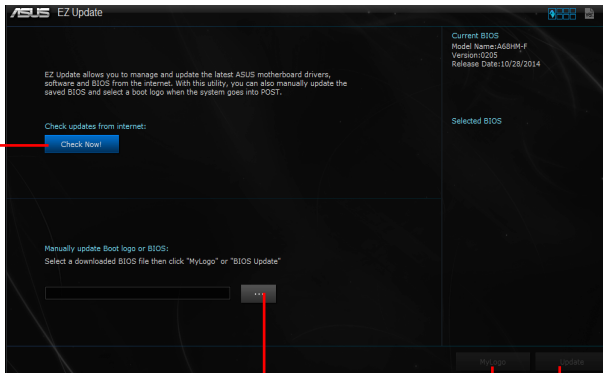 ASUS EZ Update
EZ Update allows you to manage and update the latest ASUS motherboard drivers,
software and BIOS from the internet. With this utility, you can also manually update the
saved BIOS and select a boot logo when the system goes into POST.
Check updates from internet:
Check Now!
Manually update Boot logo or BIOS:
Select a downloaded BIOS file then click "MyLogo" or "BIOS Update"
...
Current BIOS
Model Name:A68HM-F
Version:0205
Release Date:10/28/2014
Selected BIOS
MyLogo
Update